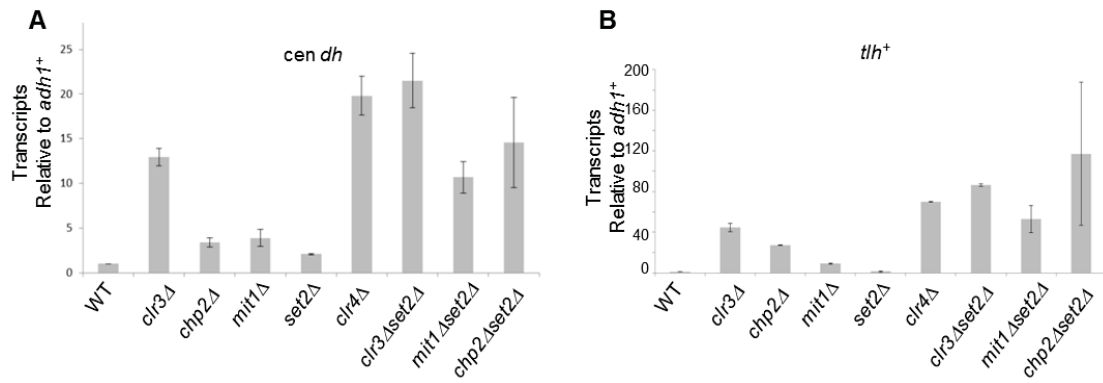 A
cen dh
Transcripts
Relative to adh1⁺
25
20
15
10
5
0
WT
clr3Δ
chp2Δ
mit1Δ
set2Δ
clr4Δ
clr3Δset2Δ
mit1Δset2Δ
chp2Δset2Δ
B
tlh⁺
Transcripts
Relative to adh1⁺
200
160
120
80
40
0
WT
clr3Δ
chp2Δ
mit1Δ
set2Δ
clr4Δ
clr3Δset2Δ
mit1Δset2Δ
chp2Δset2Δ